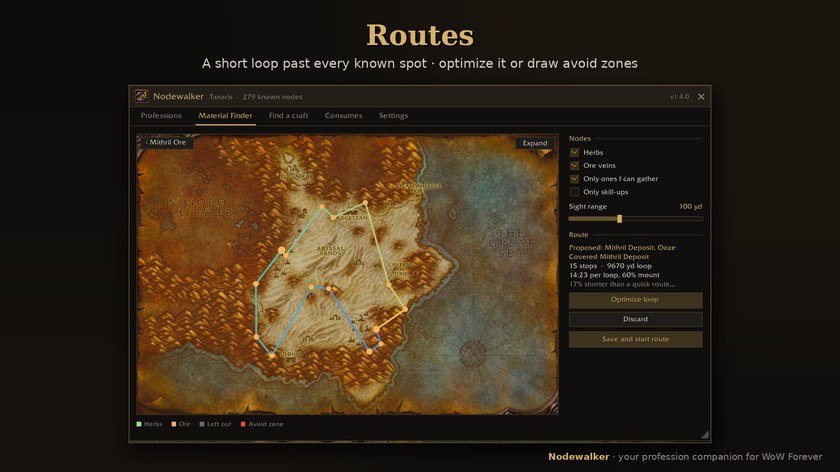 Routes
A short loop past every known spot · optimize it or draw avoid zones
Nodewalker Tanaris · 279 known nodes v1.4.0
Professions Material Finder Find a craft Consumes Settings
‹ Mithril Ore
Expand
CRATER
ABYSSAL
SANDS
THE
GREAT
SEA
Nodes
Herbs
Ore veins
Only ones I can gather
Only skill-ups
Sight range 100 yd
Route
Proposed: Mithril Deposit, Ooze
Covered Mithril Deposit
15 stops · 9670 yd loop
14:23 per loop, 60% mount
17% shorter than a quick route...
Optimize loop
Discard
Save and start route
Herbs Ore Left out Avoid zone
Nodewalker · your profession companion for WoW Forever